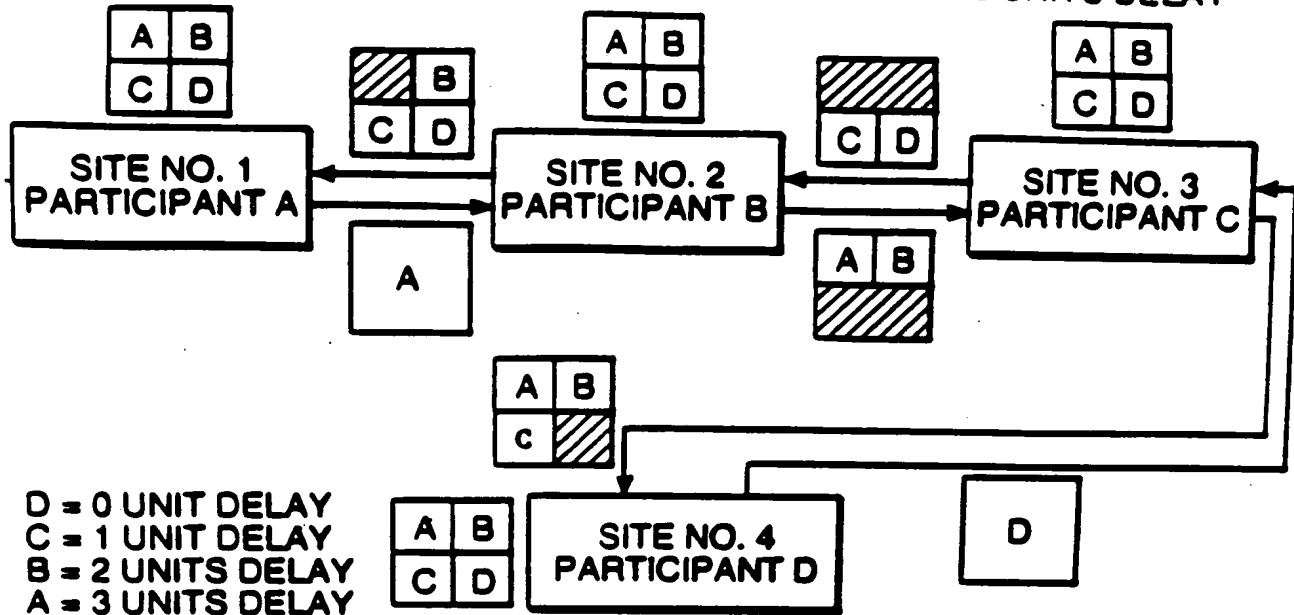 A B
C D
B
C D
A B
C D
C D
A B
C D
SITE NO. 1
PARTICIPANT A
SITE NO. 2
PARTICIPANT B
SITE NO. 3
PARTICIPANT C
A
A B
A B
C
D = 0 UNIT DELAY
C = 1 UNIT DELAY
B = 2 UNITS DELAY
A = 3 UNITS DELAY
A B
C D
SITE NO. 4
PARTICIPANT D
D